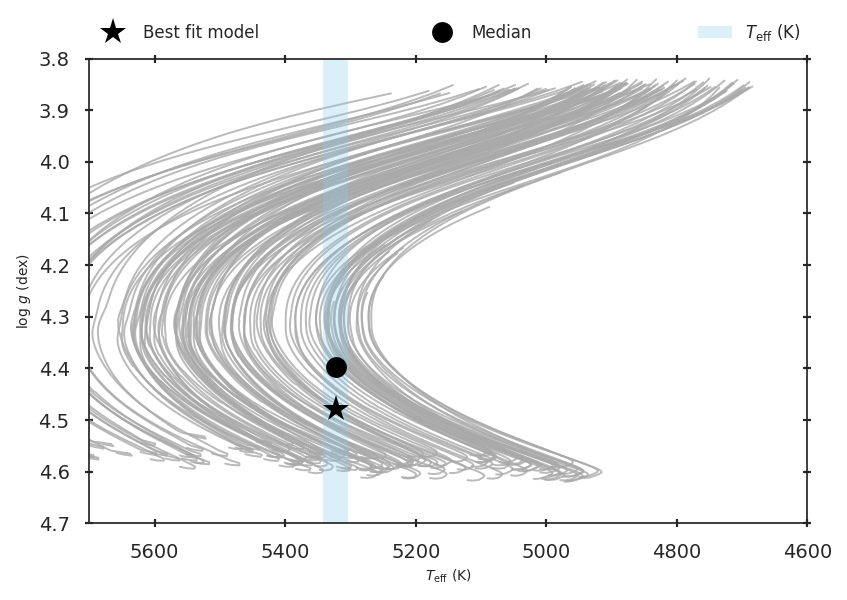 Best fit model Median T_eff (K)
3.8
3.9
4.0
4.1
4.2
4.3
4.4
4.5
4.6
4.7
log g (dex)
5600 5400 5200 5000 4800 4600
T_eff (K)